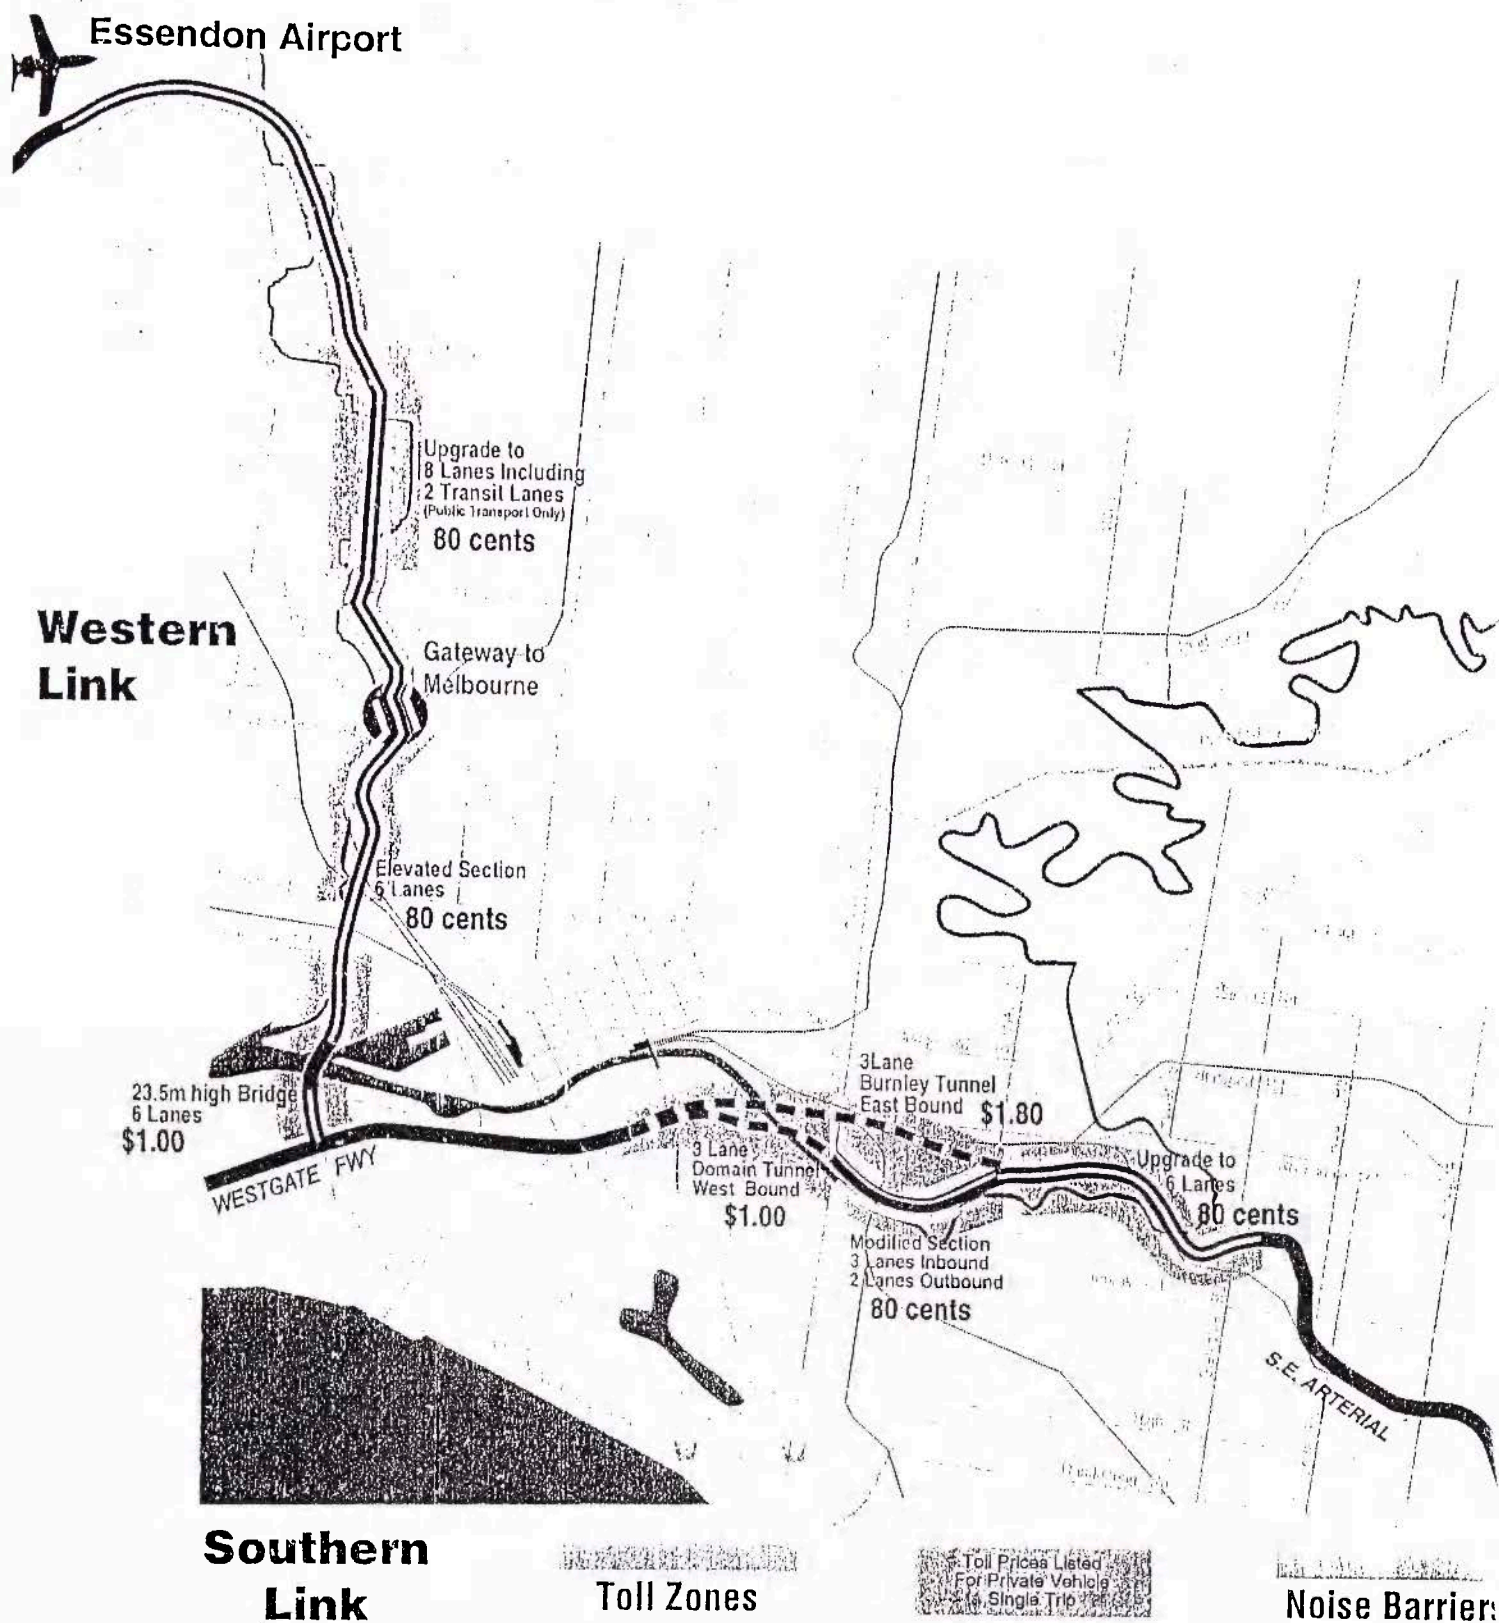 Essendon Airport
Upgrade to
8 Lanes Including
2 Transit Lanes
(Public Transport Only)
80 cents
Western
Link
Gateway to
Melbourne
Elevated Section
6 Lanes
80 cents
23.5m high Bridge
6 Lanes
$1.00
WESTGATE FWY
3Lane
Burnley Tunnel
East Bound $1.80
3 Lane
Domain Tunnel
West Bound
$1.00
Upgrade to
6 Lanes
80 cents
Modified Section
3 Lanes Inbound
2 Lanes Outbound
80 cents
S.E. ARTERIAL
Southern
Link
Toll Zones
Toll Prices Listed
For Private Vehicle
Single Trip
Noise Barriers